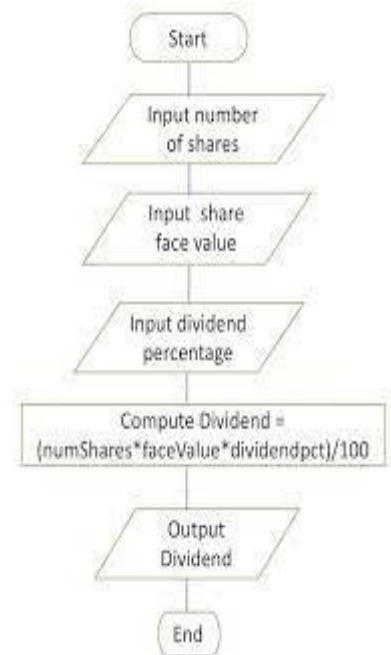 Start
Input number
of shares
Input share
face value
Input dividend
percentage
Compute Dividend =
(numShares*faceValue*dividendpct)/100
Output
Dividend
End